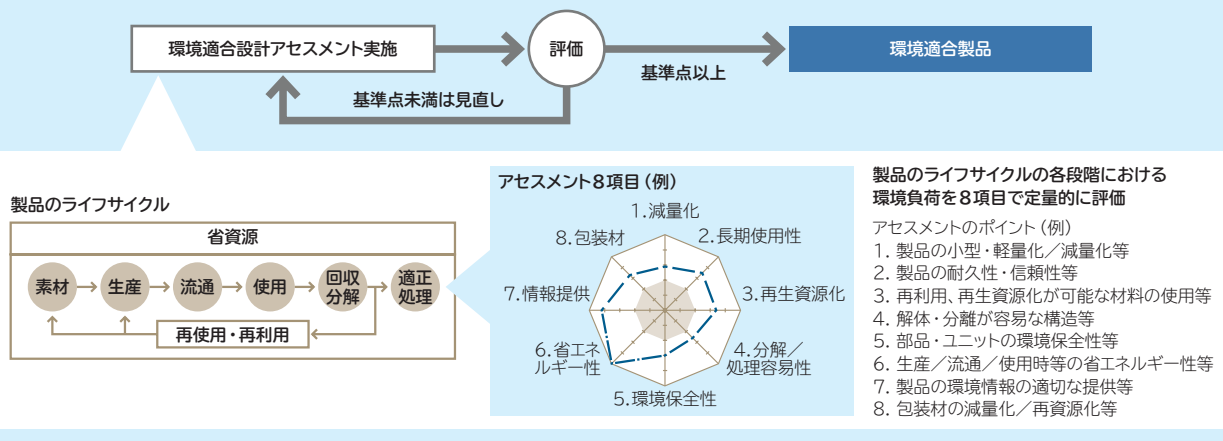 環境適合設計アセスメント実施
評価
基準点以上
環境適合製品
基準点未満は見直し
製品のライフサイクル
省資源
素材
生産
流通
使用
回収
分解
適正
処理
再使用・再利用
アセスメント8項目（例）
1.減量化
2.長期使用性
3.再生資源化
4.分解／
処理容易性
5.環境保全性
6.省エネ
ルギー性
7.情報提供
8.包装材
製品のライフサイクルの各段階における
環境負荷を8項目で定量的に評価
アセスメントのポイント（例）
1. 製品の小型・軽量化／減量化等
2. 製品の耐久性・信頼性等
3. 再利用、再生資源化が可能な材料の使用等
4. 解体・分離が容易な構造等
5. 部品・ユニットの環境保全性等
6. 生産／流通／使用時等の省エネルギー性等
7. 製品の環境情報の適切な提供等
8. 包装材の減量化／再資源化等